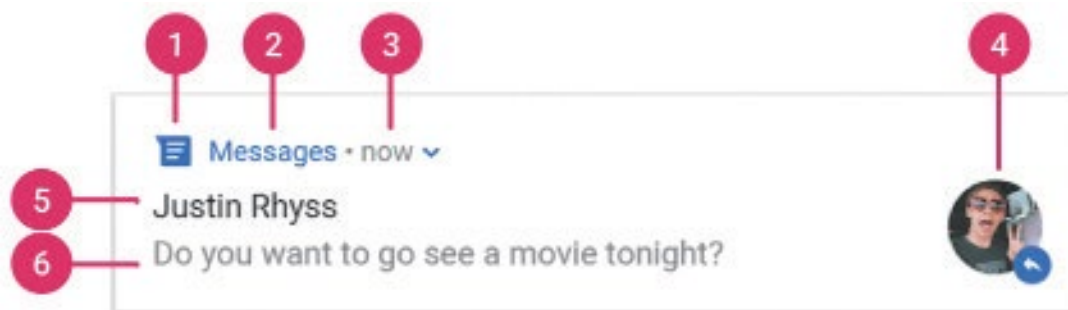 1 2 3 4
Messages • now
5 Justin Rhyss
6 Do you want to go see a movie tonight?